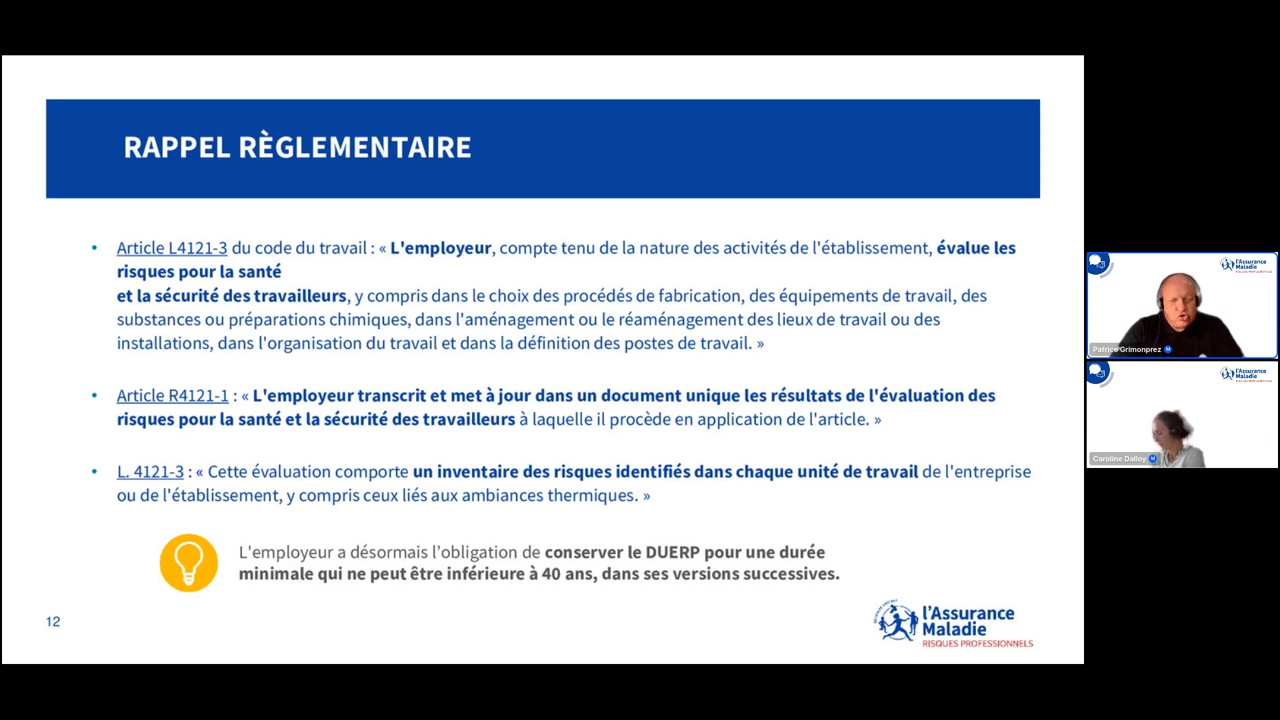 RAPPEL RÈGLEMENTAIRE
• Article L4121-3 du code du travail : « L'employeur, compte tenu de la nature des activités de l'établissement, évalue les
risques pour la santé
et la sécurité des travailleurs, y compris dans le choix des procédés de fabrication, des équipements de travail, des
substances ou préparations chimiques, dans l'aménagement ou le réaménagement des lieux de travail ou des
installations, dans l'organisation du travail et dans la définition des postes de travail. »
• Article R4121-1 : « L'employeur transcrit et met à jour dans un document unique les résultats de l'évaluation des
risques pour la santé et la sécurité des travailleurs à laquelle il procède en application de l'article. »
• L. 4121-3 : « Cette évaluation comporte un inventaire des risques identifiés dans chaque unité de travail de l'entreprise
ou de l'établissement, y compris ceux liés aux ambiances thermiques. »
L'employeur a désormais l’obligation de conserver le DUERP pour une durée
minimale qui ne peut être inférieure à 40 ans, dans ses versions successives.
12
l'Assurance
Maladie
RISQUES PROFESSIONNELS
l'Assurance
Maladie
Patrice Grimonprez
l'Assurance
Maladie
Caroline Dalloy